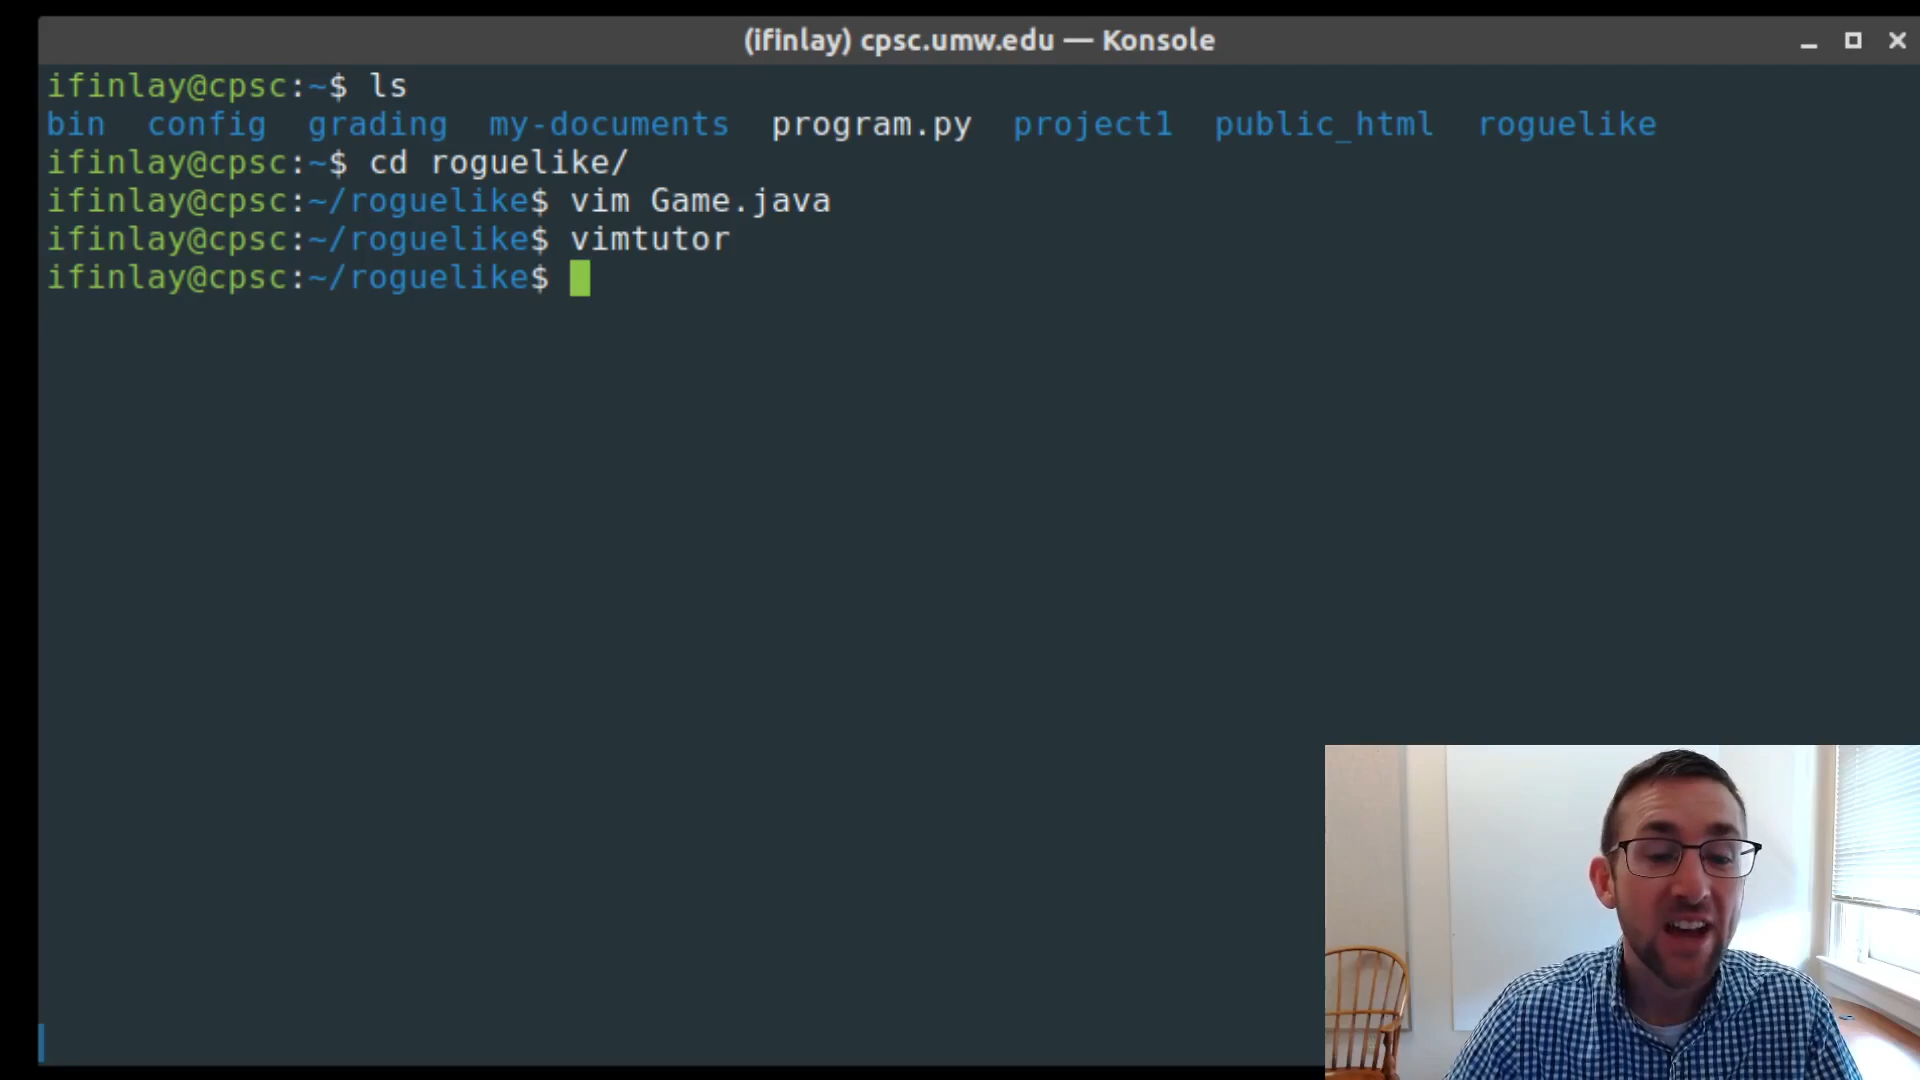 (ifinlay) cpsc.umw.edu — Konsole
ifinlay@cpsc:~$ ls
bin  config  grading  my-documents  program.py  project1  public_html  roguelike
ifinlay@cpsc:~$ cd roguelike/
ifinlay@cpsc:~/roguelike$ vim Game.java
ifinlay@cpsc:~/roguelike$ vimtutor
ifinlay@cpsc:~/roguelike$